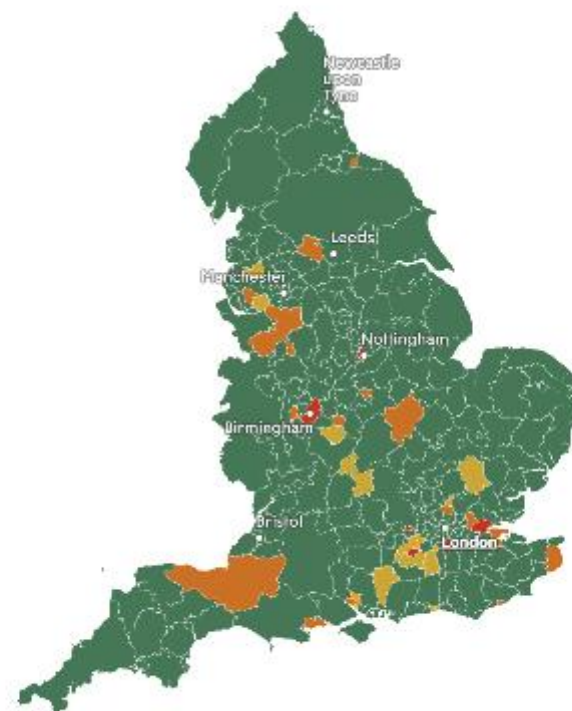 Newcastle
upon
Tyne
Leeds
Manchester
Nottingham
Birmingham
Bristol
London